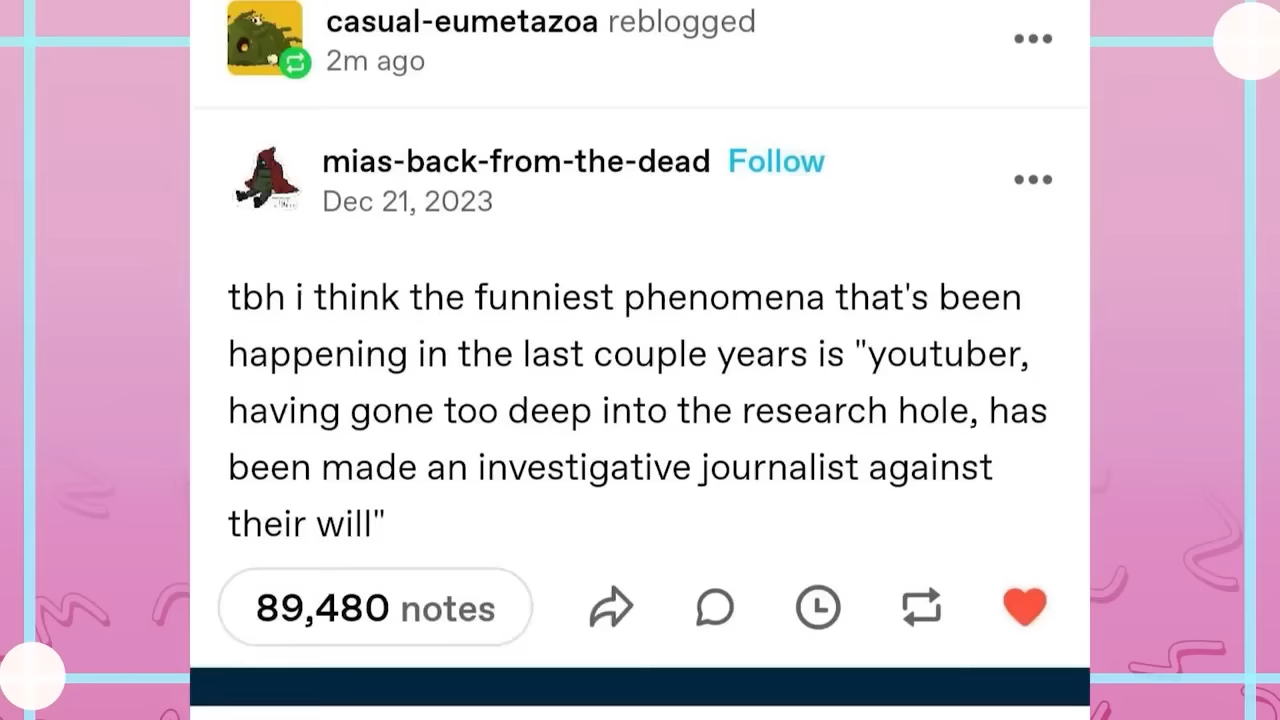 casual-eumetazoa reblogged
2m ago
mias-back-from-the-dead Follow
Dec 21, 2023
tbh i think the funniest phenomena that's been
happening in the last couple years is "youtuber,
having gone too deep into the research hole, has
been made an investigative journalist against
their will"
89,480 notes